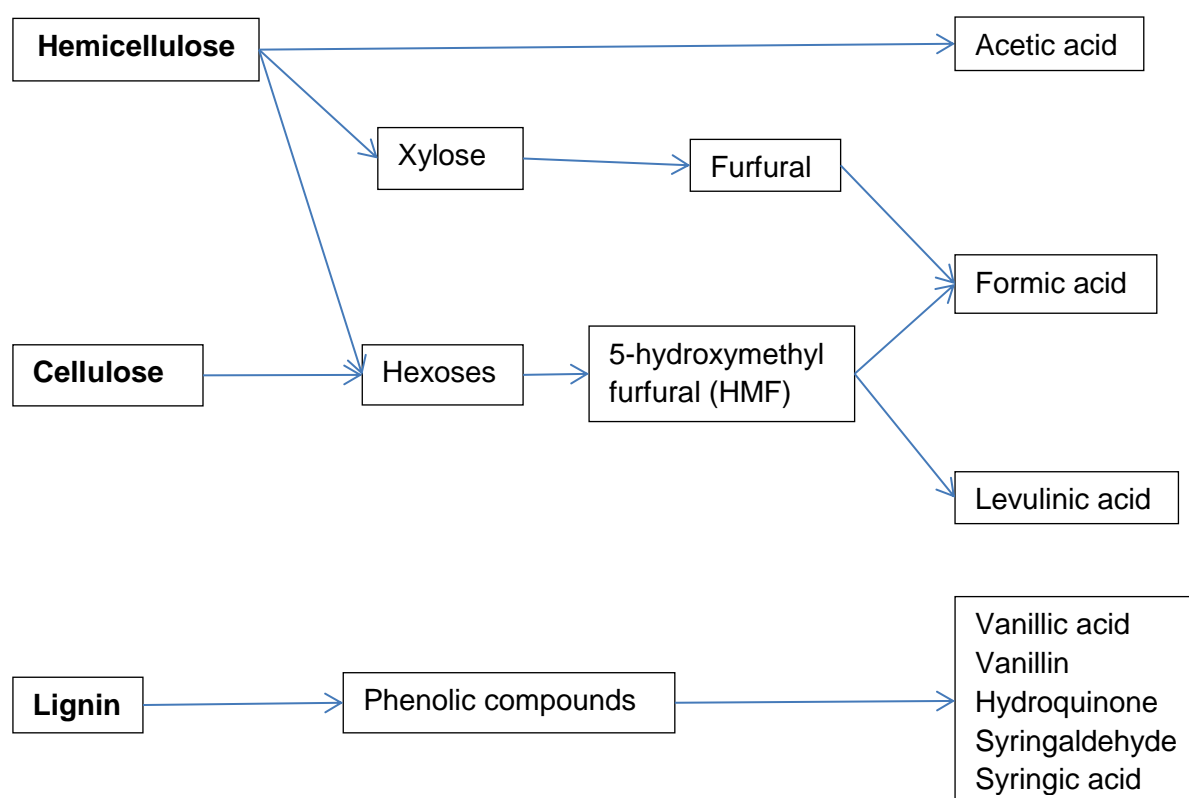 Hemicellulose
Acetic acid
Xylose
Furfural
Formic acid
Cellulose
Hexoses
5-hydroxymethyl
furfural (HMF)
Levulinic acid
Lignin
Phenolic compounds
Vanillic acid
Vanillin
Hydroquinone
Syringaldehyde
Syringic acid